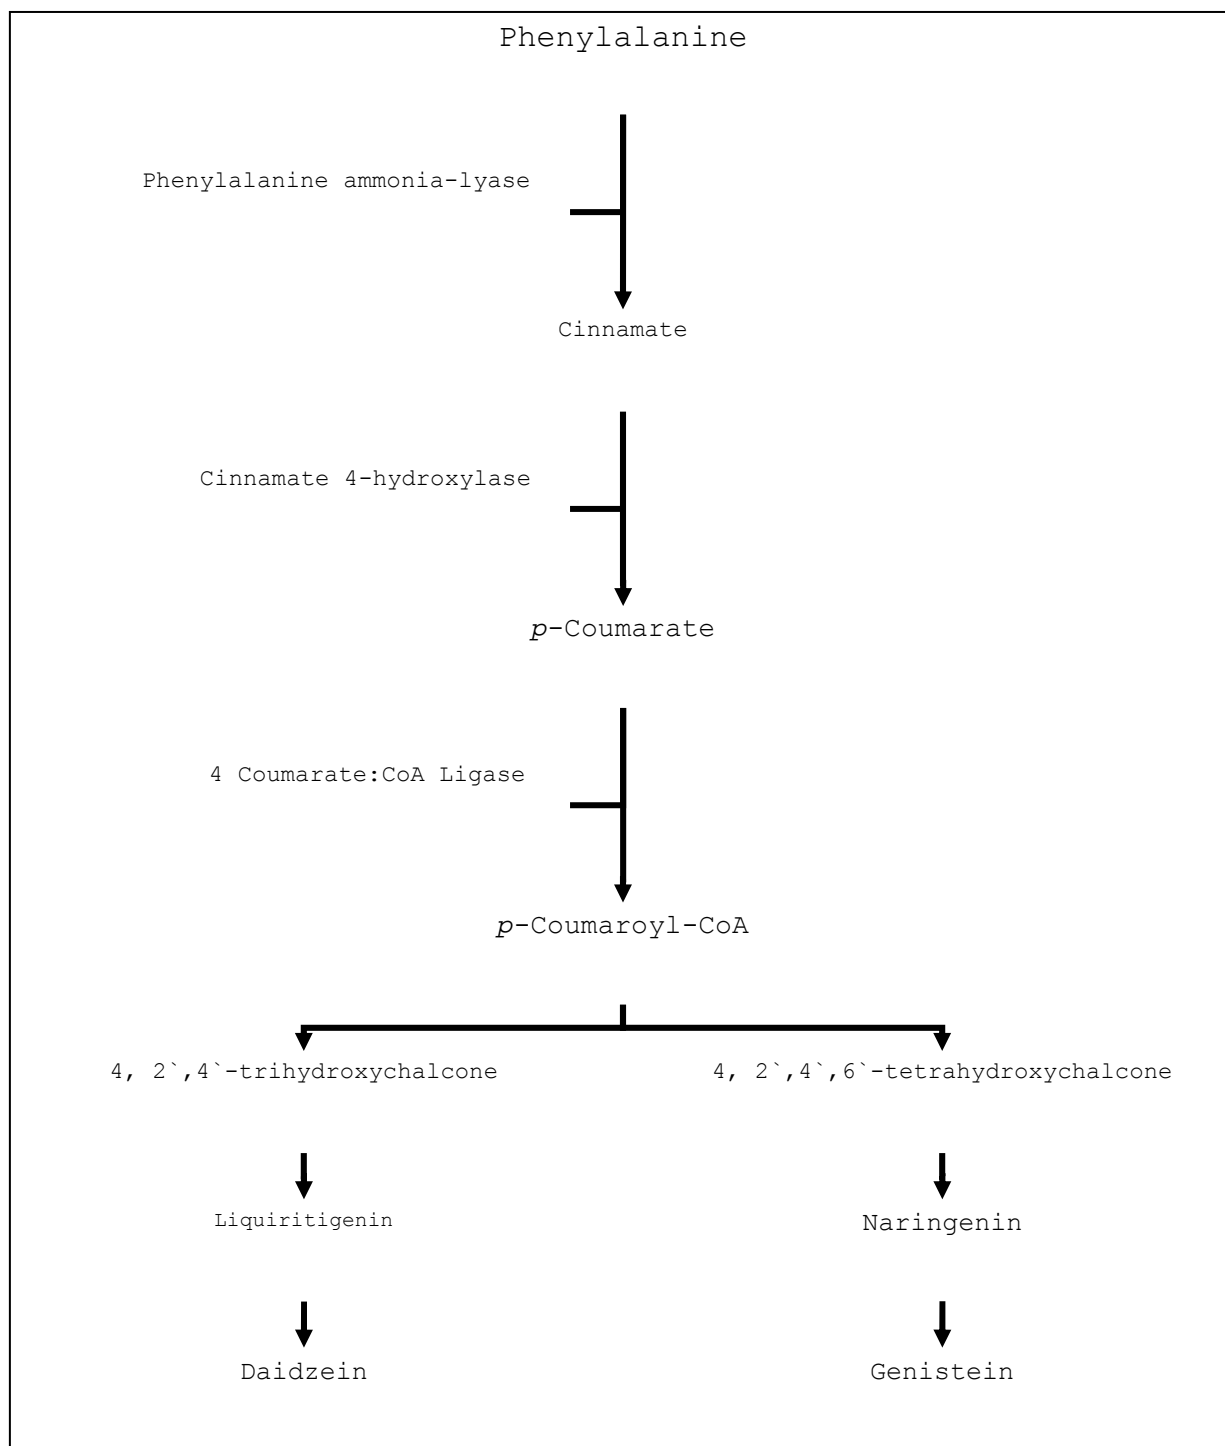 Phenylalanine
Phenylalanine ammonia-lyase
Cinnamate
Cinnamate 4-hydroxylase
p-Coumarate
4 Coumarate:CoA Ligase
p-Coumaroyl-CoA
4, 2`,4`-trihydroxychalcone
4, 2`,4`,6`-tetrahydroxychalcone
Liquiritigenin
Naringenin
Daidzein
Genistein